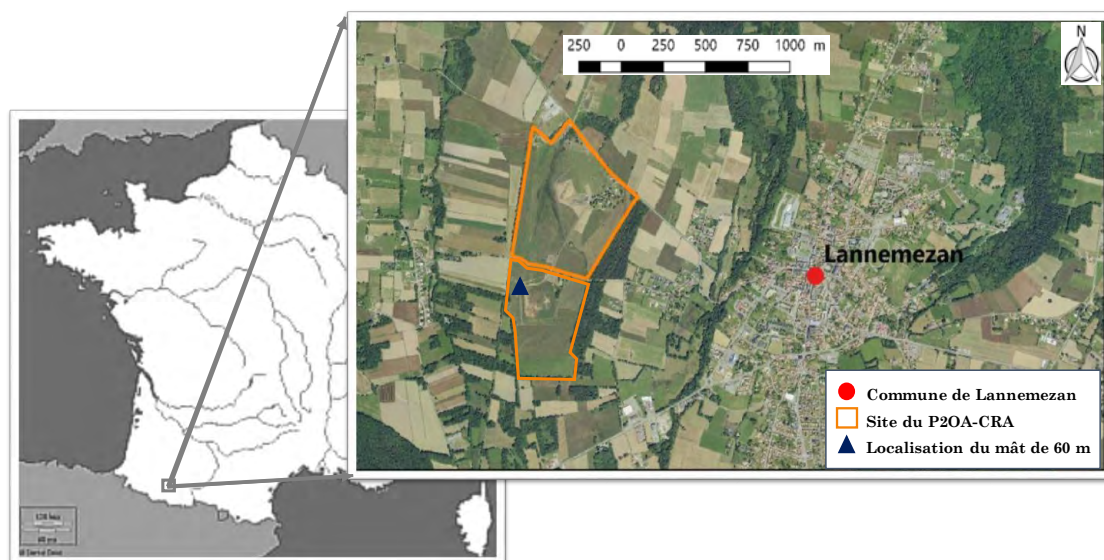 N
250 0 250 500 750 1000 m
Lannemezan
Commune de Lannemezan
Site du P2OA-CRA
Localisation du mât de 60 m